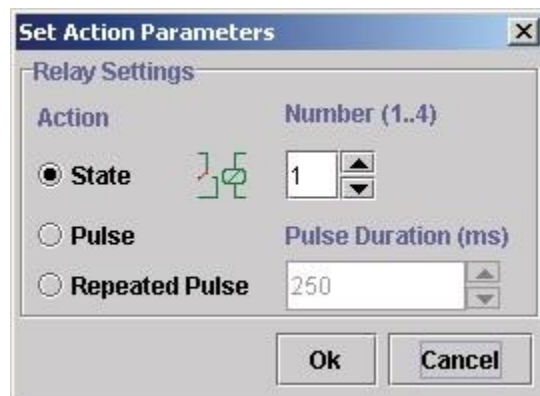 Set Action Parameters
Relay Settings
Action Number (1..4)
State 1
Pulse Pulse Duration (ms)
Repeated Pulse 250
Ok Cancel